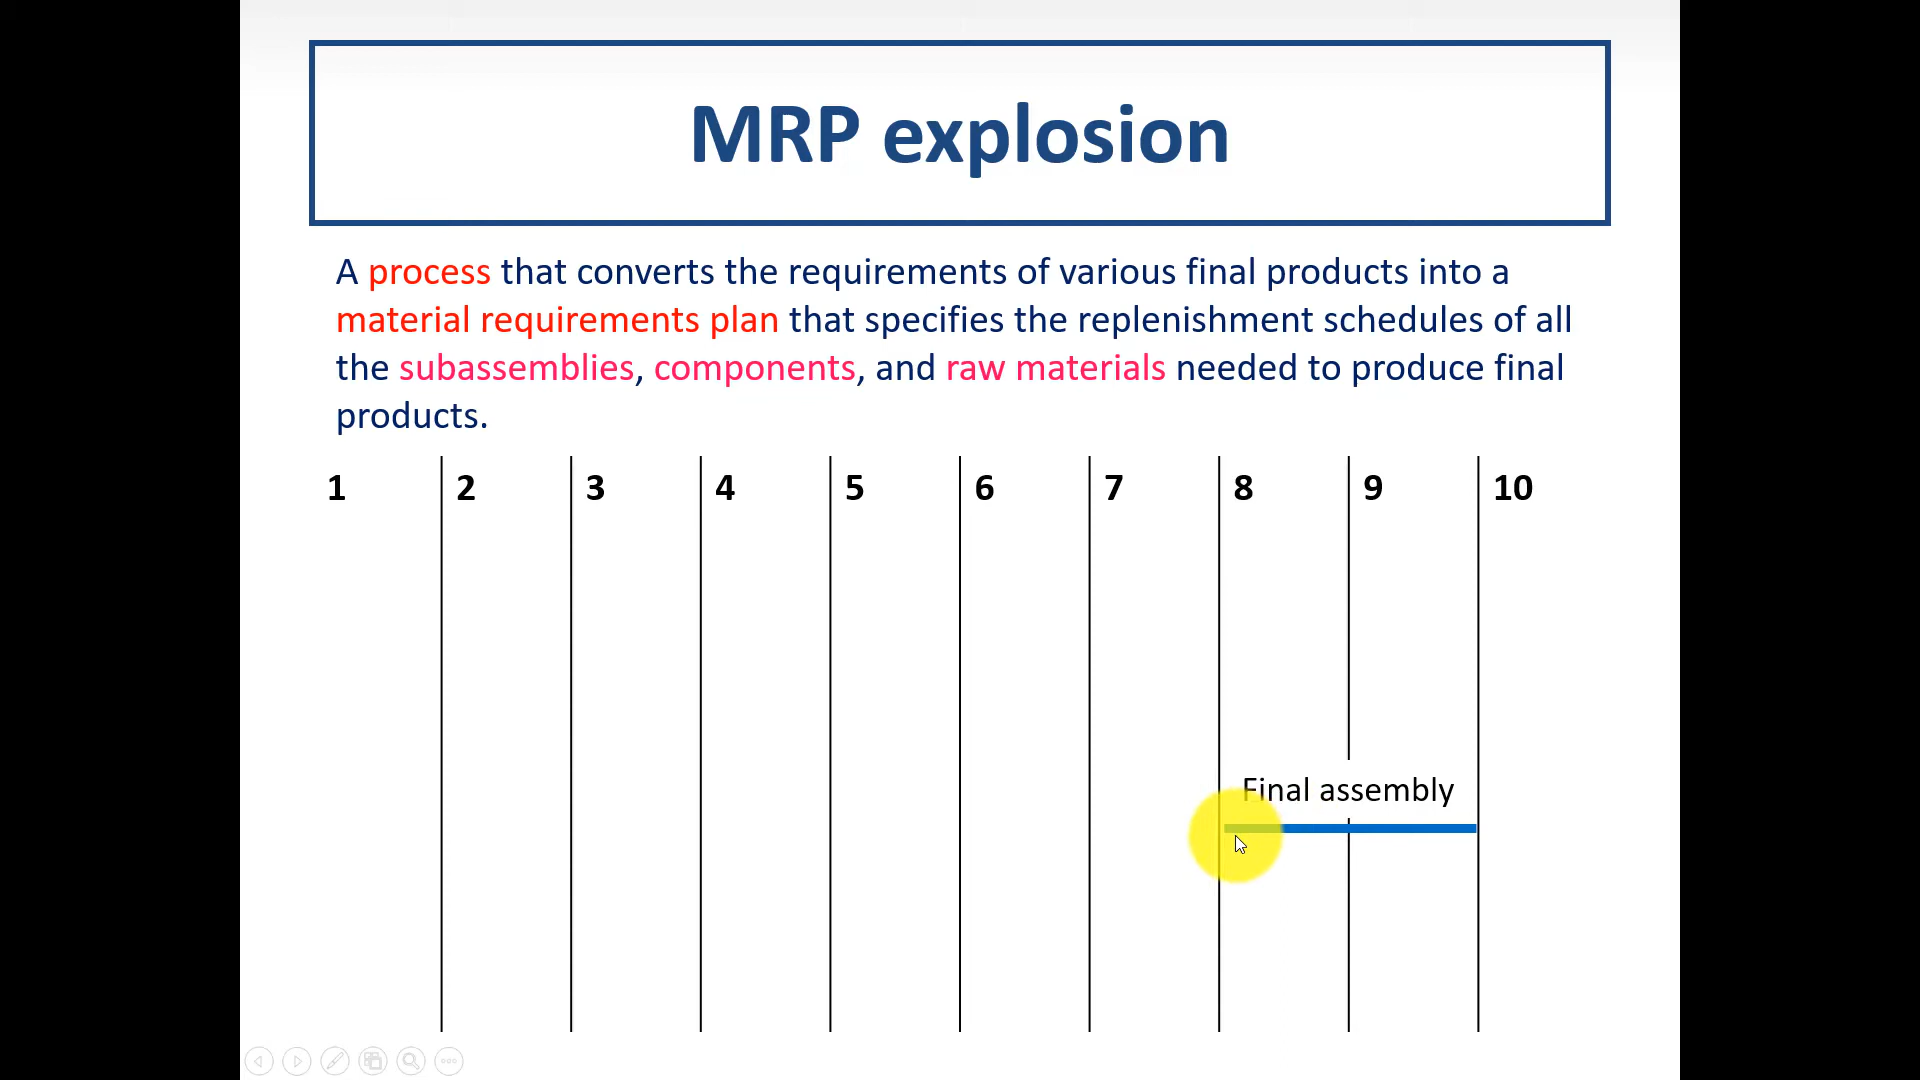 MRP explosion
A process that converts the requirements of various final products into a
material requirements plan that specifies the replenishment schedules of all
the subassemblies, components, and raw materials needed to produce final
products.
1 2 3 4 5 6 7 8 9 10
Final assembly